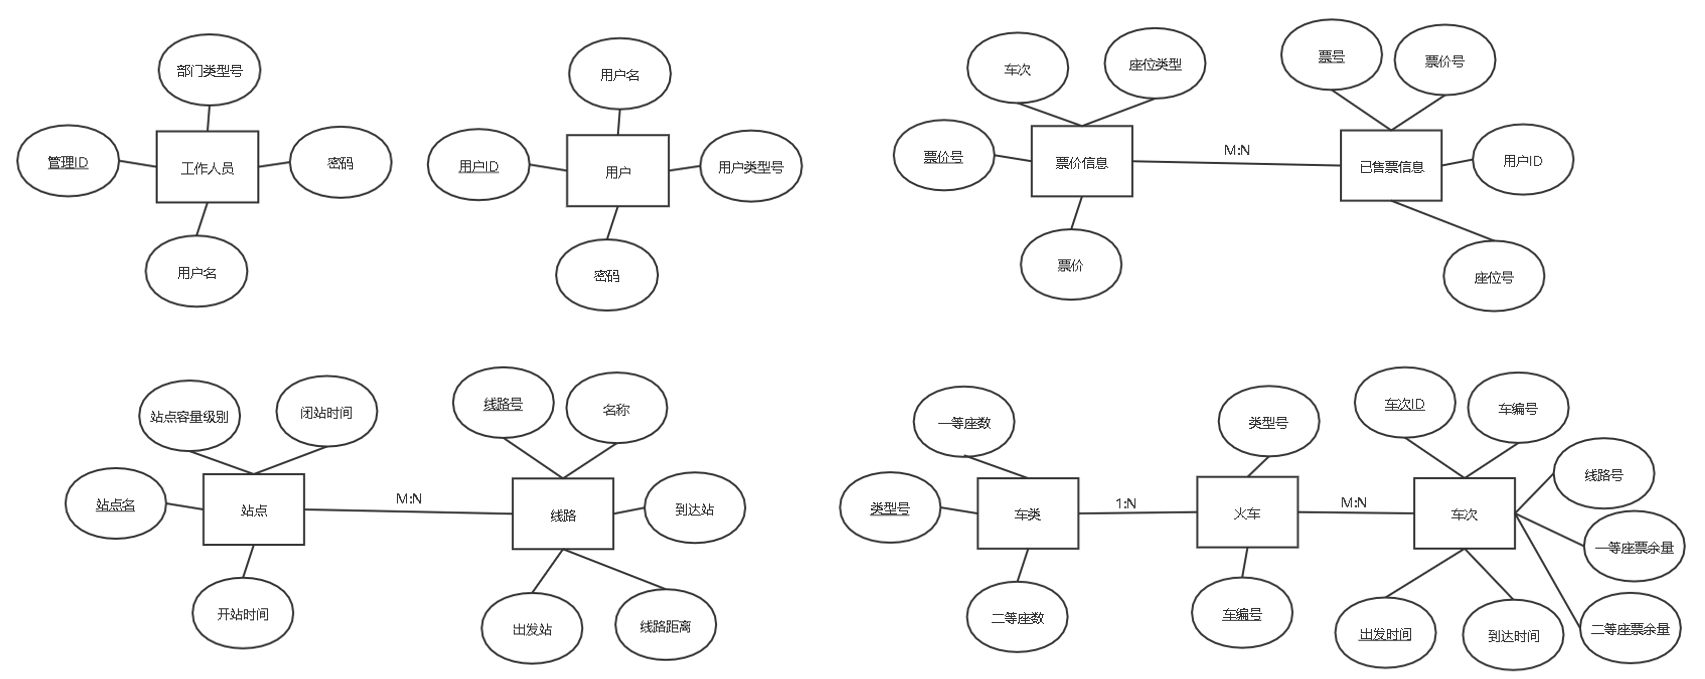 部门类型号
管理ID
工作人员
密码
用户名
用户名
用户ID
用户
用户类型号
密码
车次
座位类型
票价号
票价信息
票价
M:N
票号
票价号
已售票信息
用户ID
座位号
站点容量级别
闭站时间
站点名
站点
开站时间
M:N
线路号
名称
线路
到达站
出发站
线路距离
一等座数
类型号
车类
二等座数
1:N
类型号
火车
车编号
M:N
车次ID
车编号
线路号
车次
一等座票余量
二等座票余量
出发时间
到达时间